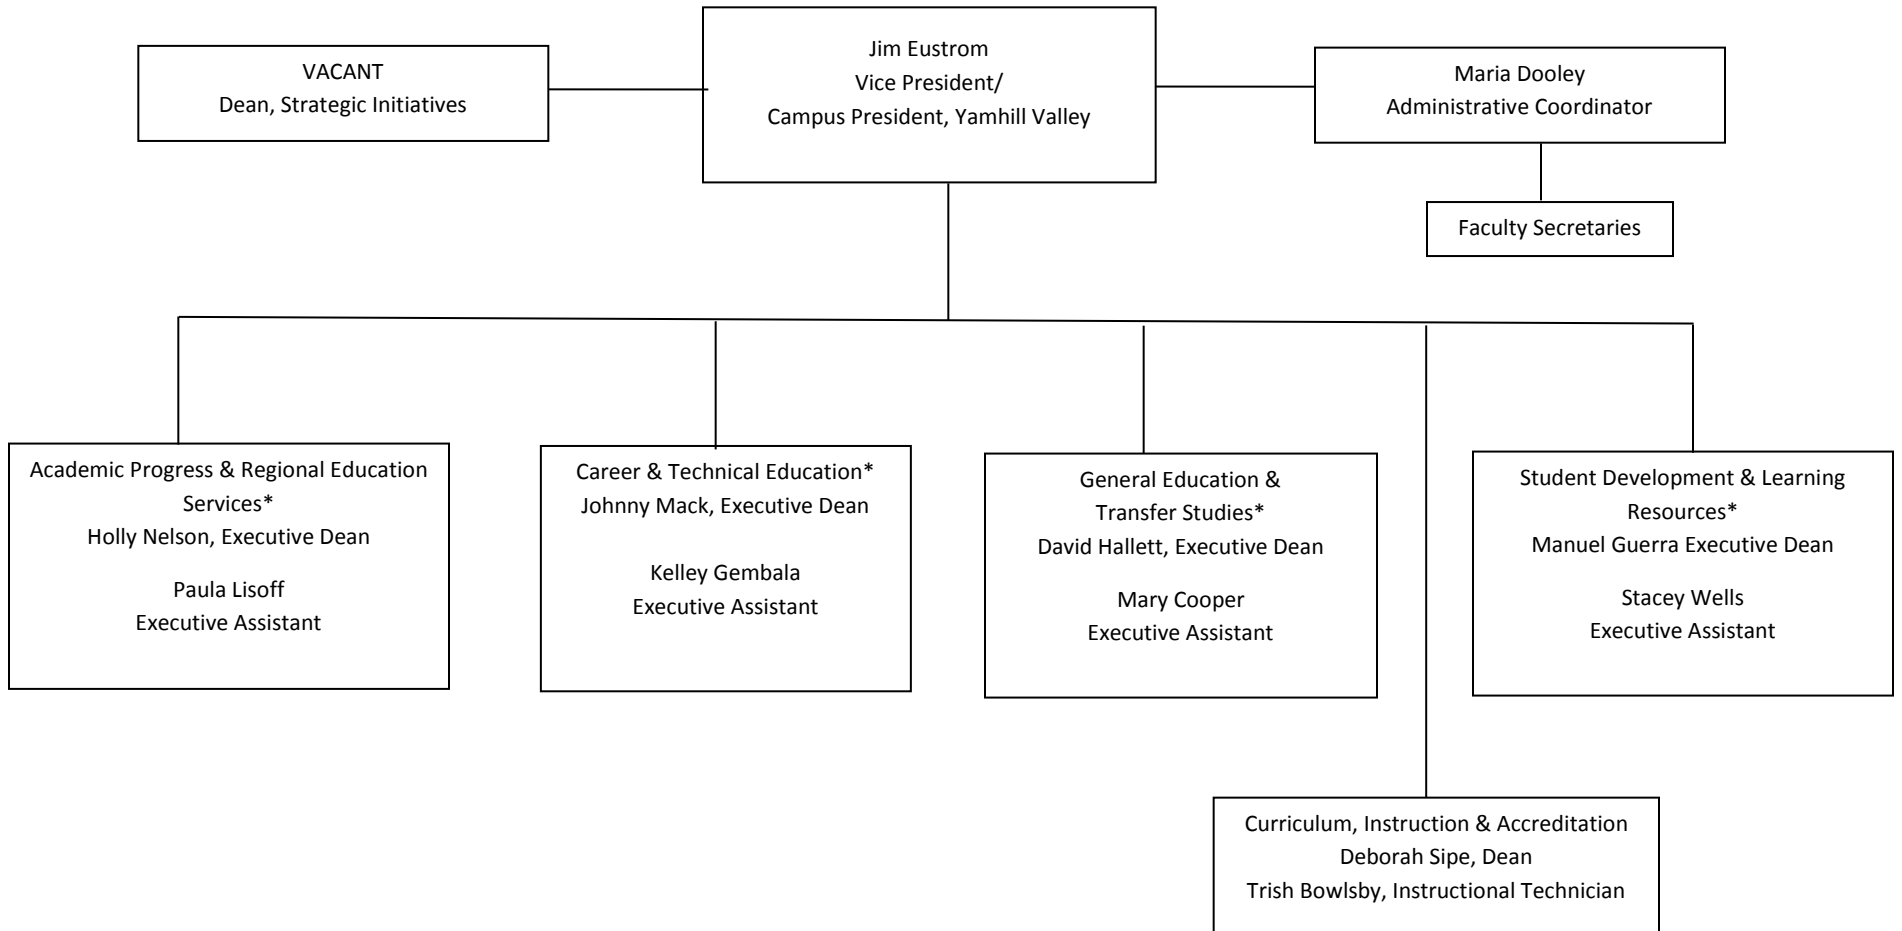 VACANT
Dean, Strategic Initiatives
Jim Eustrom
Vice President/
Campus President, Yamhill Valley
Maria Dooley
Administrative Coordinator
Faculty Secretaries
Academic Progress & Regional Education
Services*
Holly Nelson, Executive Dean
Paula Lisoff
Executive Assistant
Career & Technical Education*
Johnny Mack, Executive Dean
Kelley Gembala
Executive Assistant
General Education &
Transfer Studies*
David Hallett, Executive Dean
Mary Cooper
Executive Assistant
Student Development & Learning
Resources*
Manuel Guerra Executive Dean
Stacey Wells
Executive Assistant
Curriculum, Instruction & Accreditation
Deborah Sipe, Dean
Trish Bowlsby, Instructional Technician